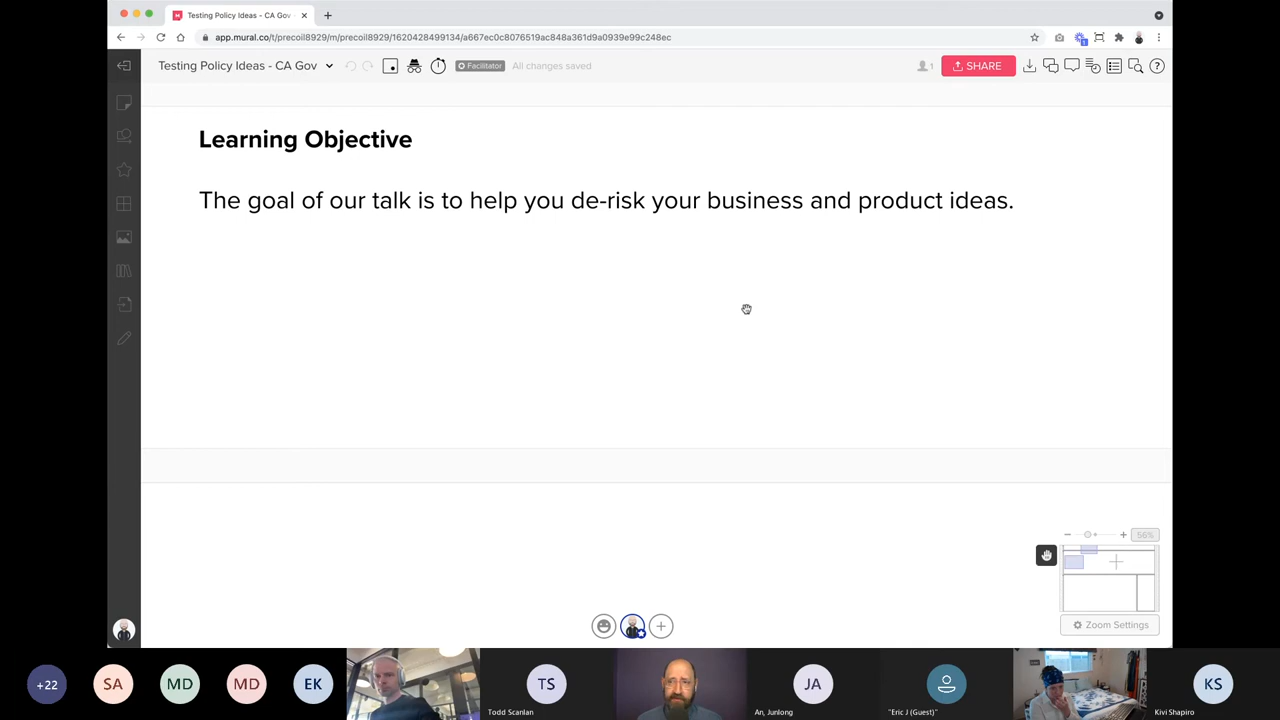 Testing Policy Ideas - CA Gov
app.mural.co/t/precoil8929/m/precoil8929/1620428499134/a667ec0c8076519ac848a361d9a0939e99c248ec
Testing Policy Ideas - CA Gov
Facilitator
All changes saved
1
SHARE
Learning Objective
The goal of our talk is to help you de-risk your business and product ideas.
56%
Zoom Settings
+22
SA
MD
MD
EK
TS
JA
KS
Todd Scanlan
An, Junlong
"Eric J (Guest)"
Kivi Shapiro